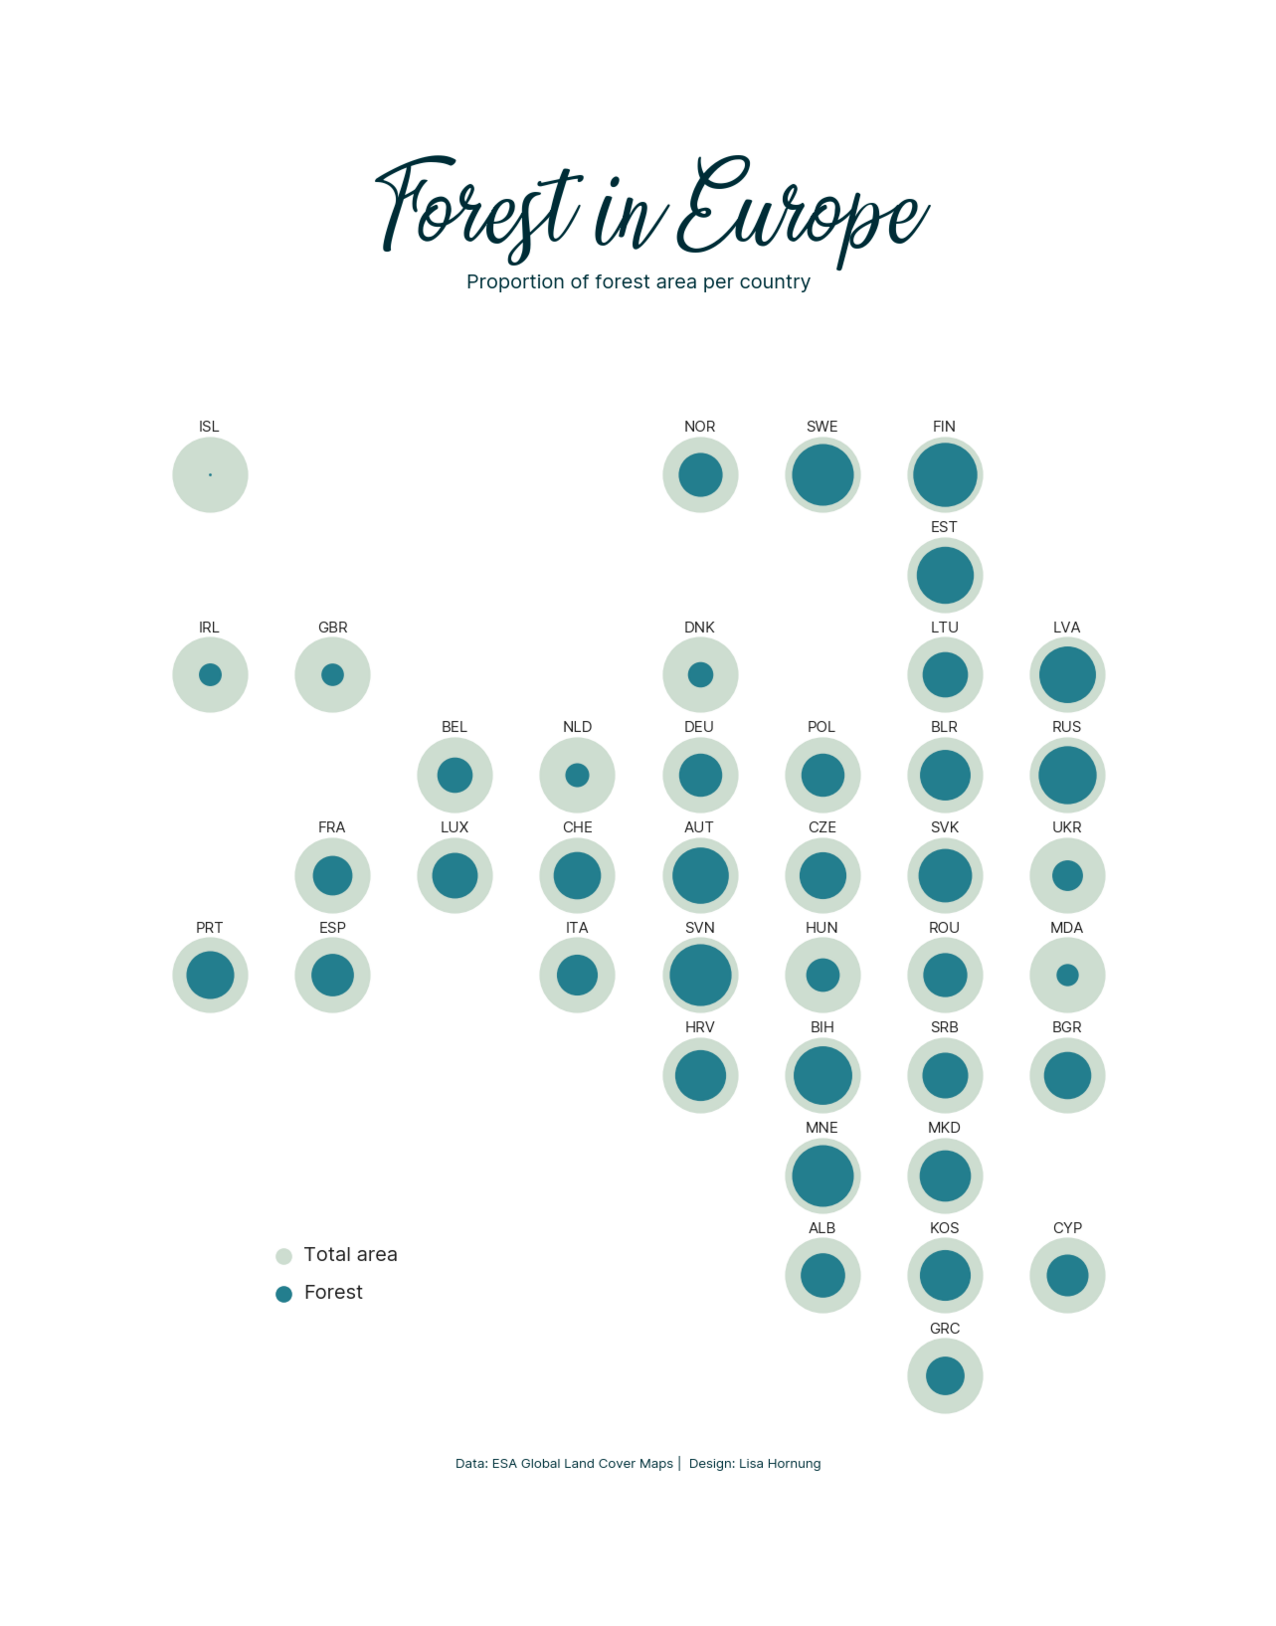 Forest in Europe
Proportion of forest area per country
ISL NOR SWE FIN
EST
IRL GBR DNK LTU LVA
BEL NLD DEU POL BLR RUS
FRA LUX CHE AUT CZE SVK UKR
PRT ESP ITA SVN HUN ROU MDA
HRV BIH SRB BGR
MNE MKD
ALB KOS CYP
Total area
Forest
GRC
Data: ESA Global Land Cover Maps | Design: Lisa Hornung